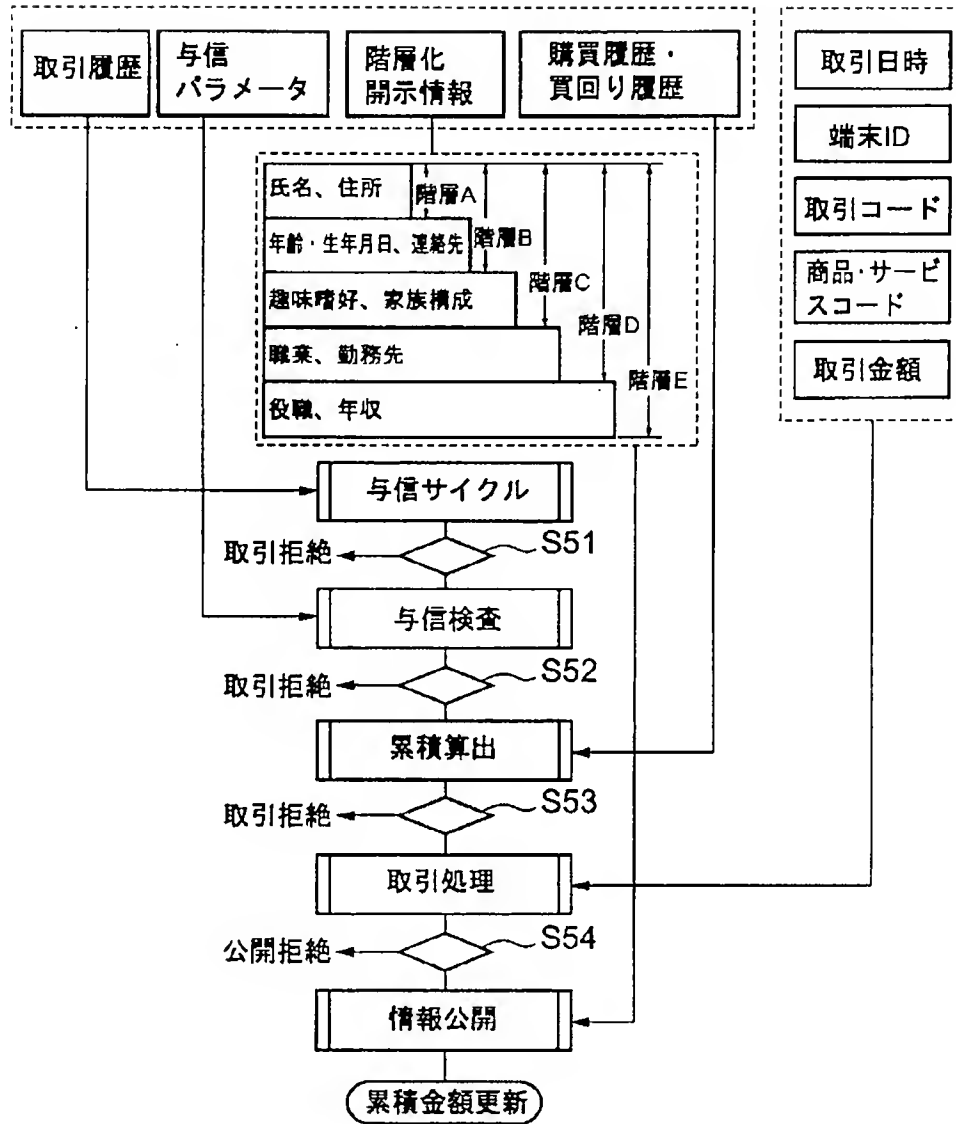 取引履歴
与信
パラメータ
階層化
開示情報
購買履歴・
買回り履歴
取引日時
端末ID
取引コード
商品・サービ
スコード
取引金額
氏名、住所
階層A
年齢・生年月日、連絡先
階層B
趣味嗜好、家族構成
階層C
職業、勤務先
階層D
役職、年収
階層E
与信サイクル
取引拒絶
S51
与信検査
取引拒絶
S52
累積算出
取引拒絶
S53
取引処理
公開拒絶
S54
情報公開
累積金額更新